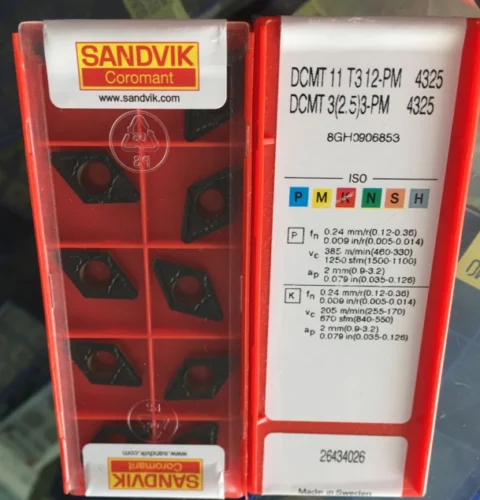 SANDVIK
Coromant
www.sandvik.com
www.sandvik.com
Coromant
SANDVIK
DCMT 11 T3 12-PM 4325
DCMT 3(2.5)3-PM 4325
8GH0906853
ISO
P M K N S H
P fn 0.24 mm/r(0.12-0.36)
0.009 in/r(0.005-0.014)
vc 385 m/min(460-330)
1250 sfm(1500-1100)
ap 2 mm(0.9-3.2)
0.079 in(0.035-0.126)
K fn 0.24 mm/r(0.12-0.36)
0.009 in/r(0.005-0.014)
vc 205 m/min(255-170)
670 sfm(840-550)
ap 2 mm(0.9-3.2)
0.079 in(0.035-0.126)
26434026
Made in Sweden